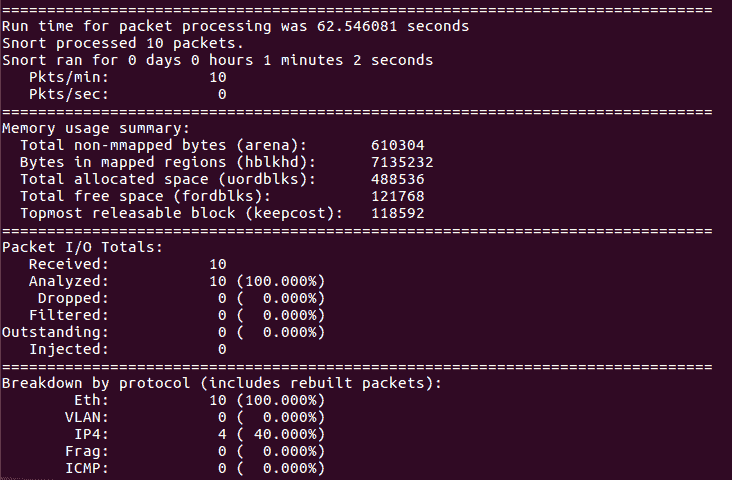 ===============================================================================
Run time for packet processing was 62.546081 seconds
Snort processed 10 packets.
Snort ran for 0 days 0 hours 1 minutes 2 seconds
   Pkts/min:           10
   Pkts/sec:            0
===============================================================================
Memory usage summary:
  Total non-mmapped bytes (arena):       610304
  Bytes in mapped regions (hblkhd):      7135232
  Total allocated space (uordblks):      488536
  Total free space (fordblks):           121768
  Topmost releasable block (keepcost):   118592
===============================================================================
Packet I/O Totals:
   Received:           10
   Analyzed:           10 (100.000%)
    Dropped:            0 (  0.000%)
   Filtered:            0 (  0.000%)
Outstanding:            0 (  0.000%)
   Injected:            0
===============================================================================
Breakdown by protocol (includes rebuilt packets):
        Eth:           10 (100.000%)
       VLAN:            0 (  0.000%)
        IP4:            4 ( 40.000%)
       Frag:            0 (  0.000%)
       ICMP:            0 (  0.000%)